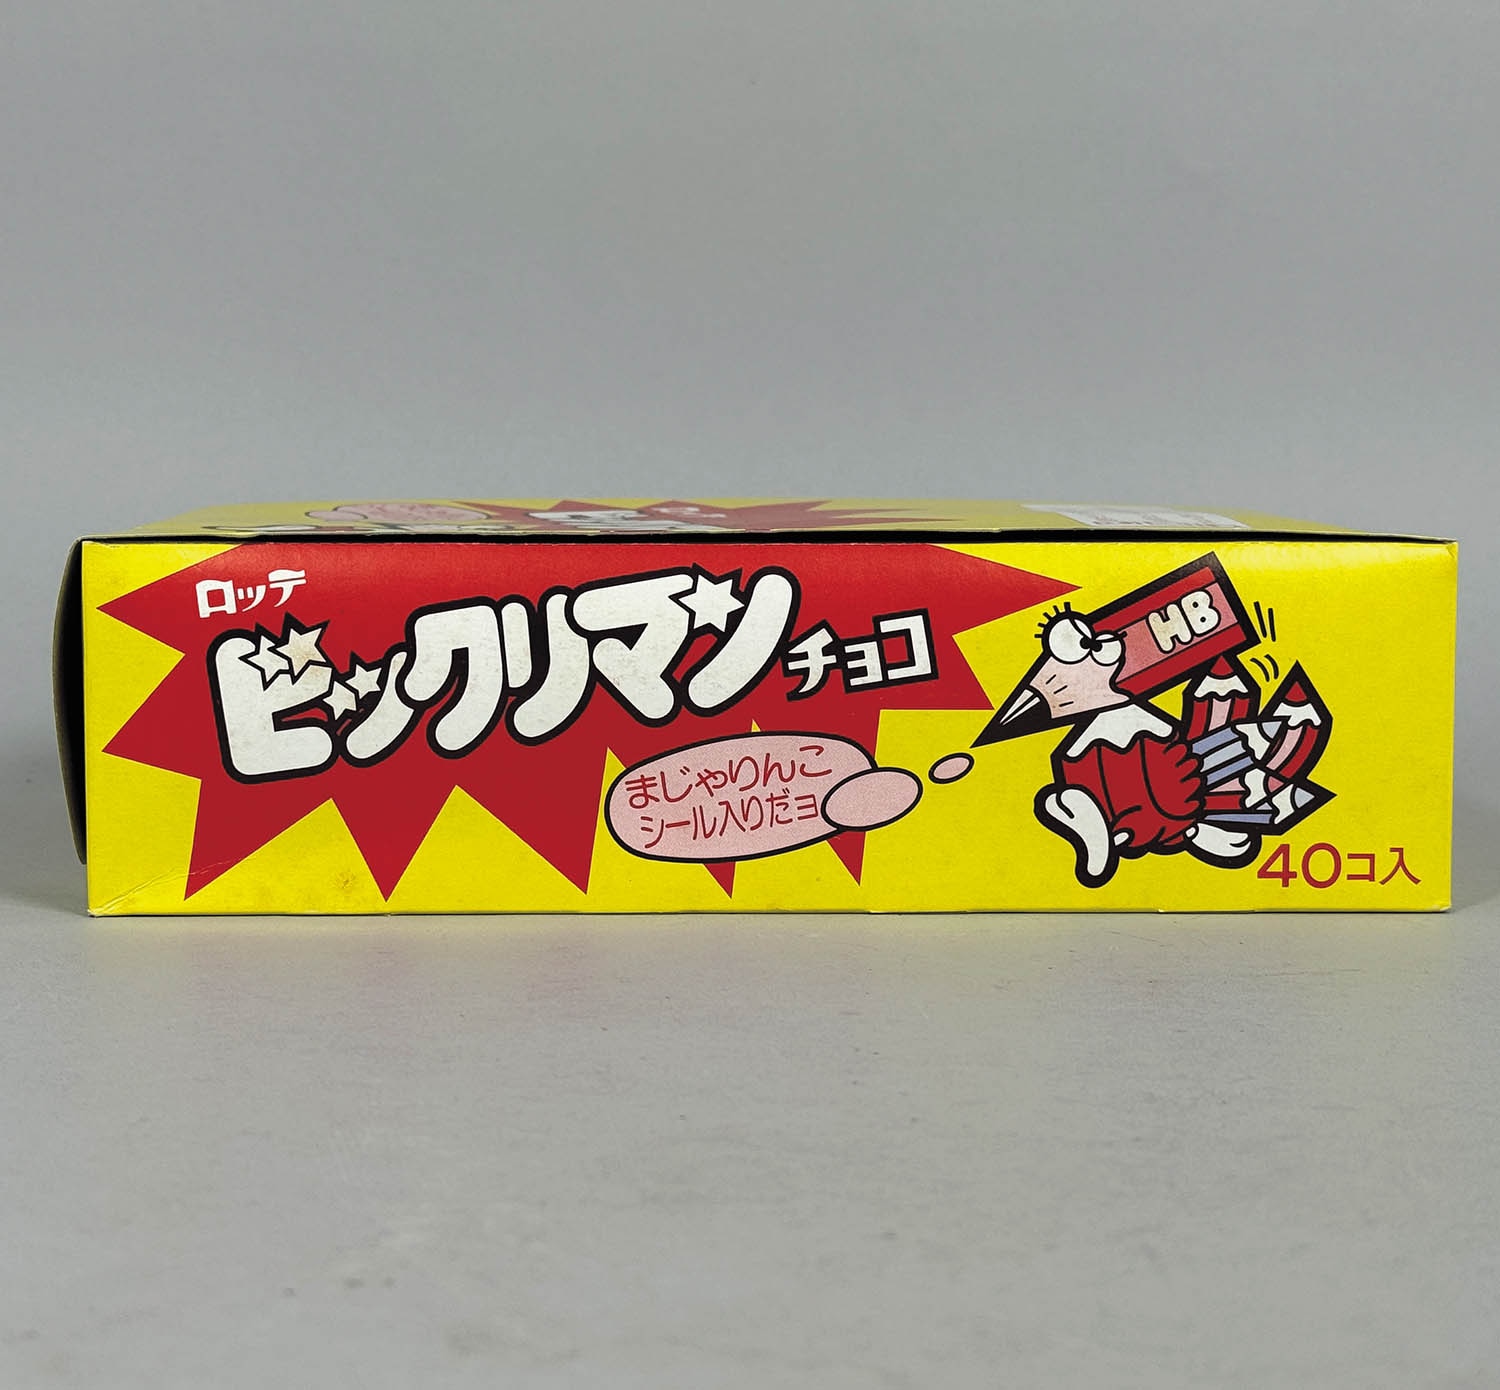 ロッテ
ビックリマンチョコ
まじゃりんこ
シール入りだヨ
HB
40コ入